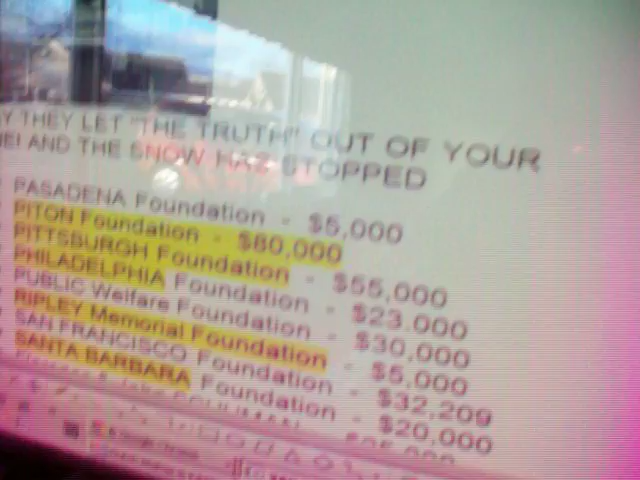 Y THEY LET "THE TRUTH" OUT OF YOUR
E! AND THE SNOW HAS STOPPED
PASADENA Foundation - $5,000
PITON Foundation - $80,000
PITTSBURGH Foundation - $55,000
PHILADELPHIA Foundation - $23.000
PUBLIC Welfare Foundation - $30,000
RIPLEY Memorial Foundation - $5,000
SAN FRANCISCO Foundation - $32,209
SANTA BARBARA Foundation - $20,000